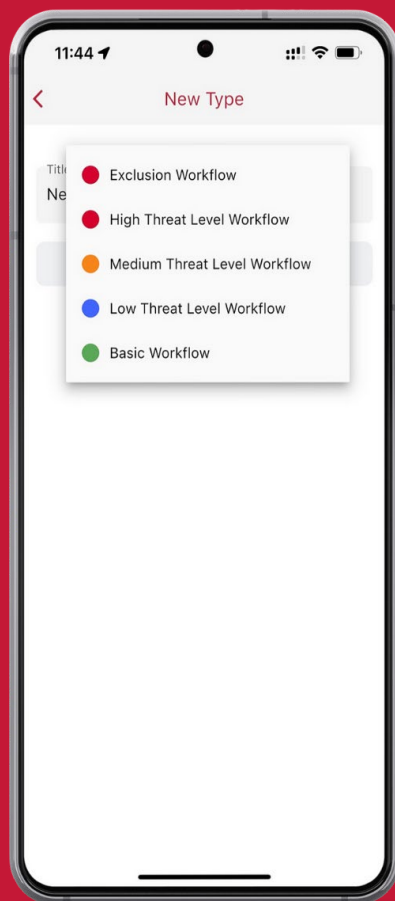 11:44
New Type
Title
Ne
Exclusion Workflow
High Threat Level Workflow
Medium Threat Level Workflow
Low Threat Level Workflow
Basic Workflow